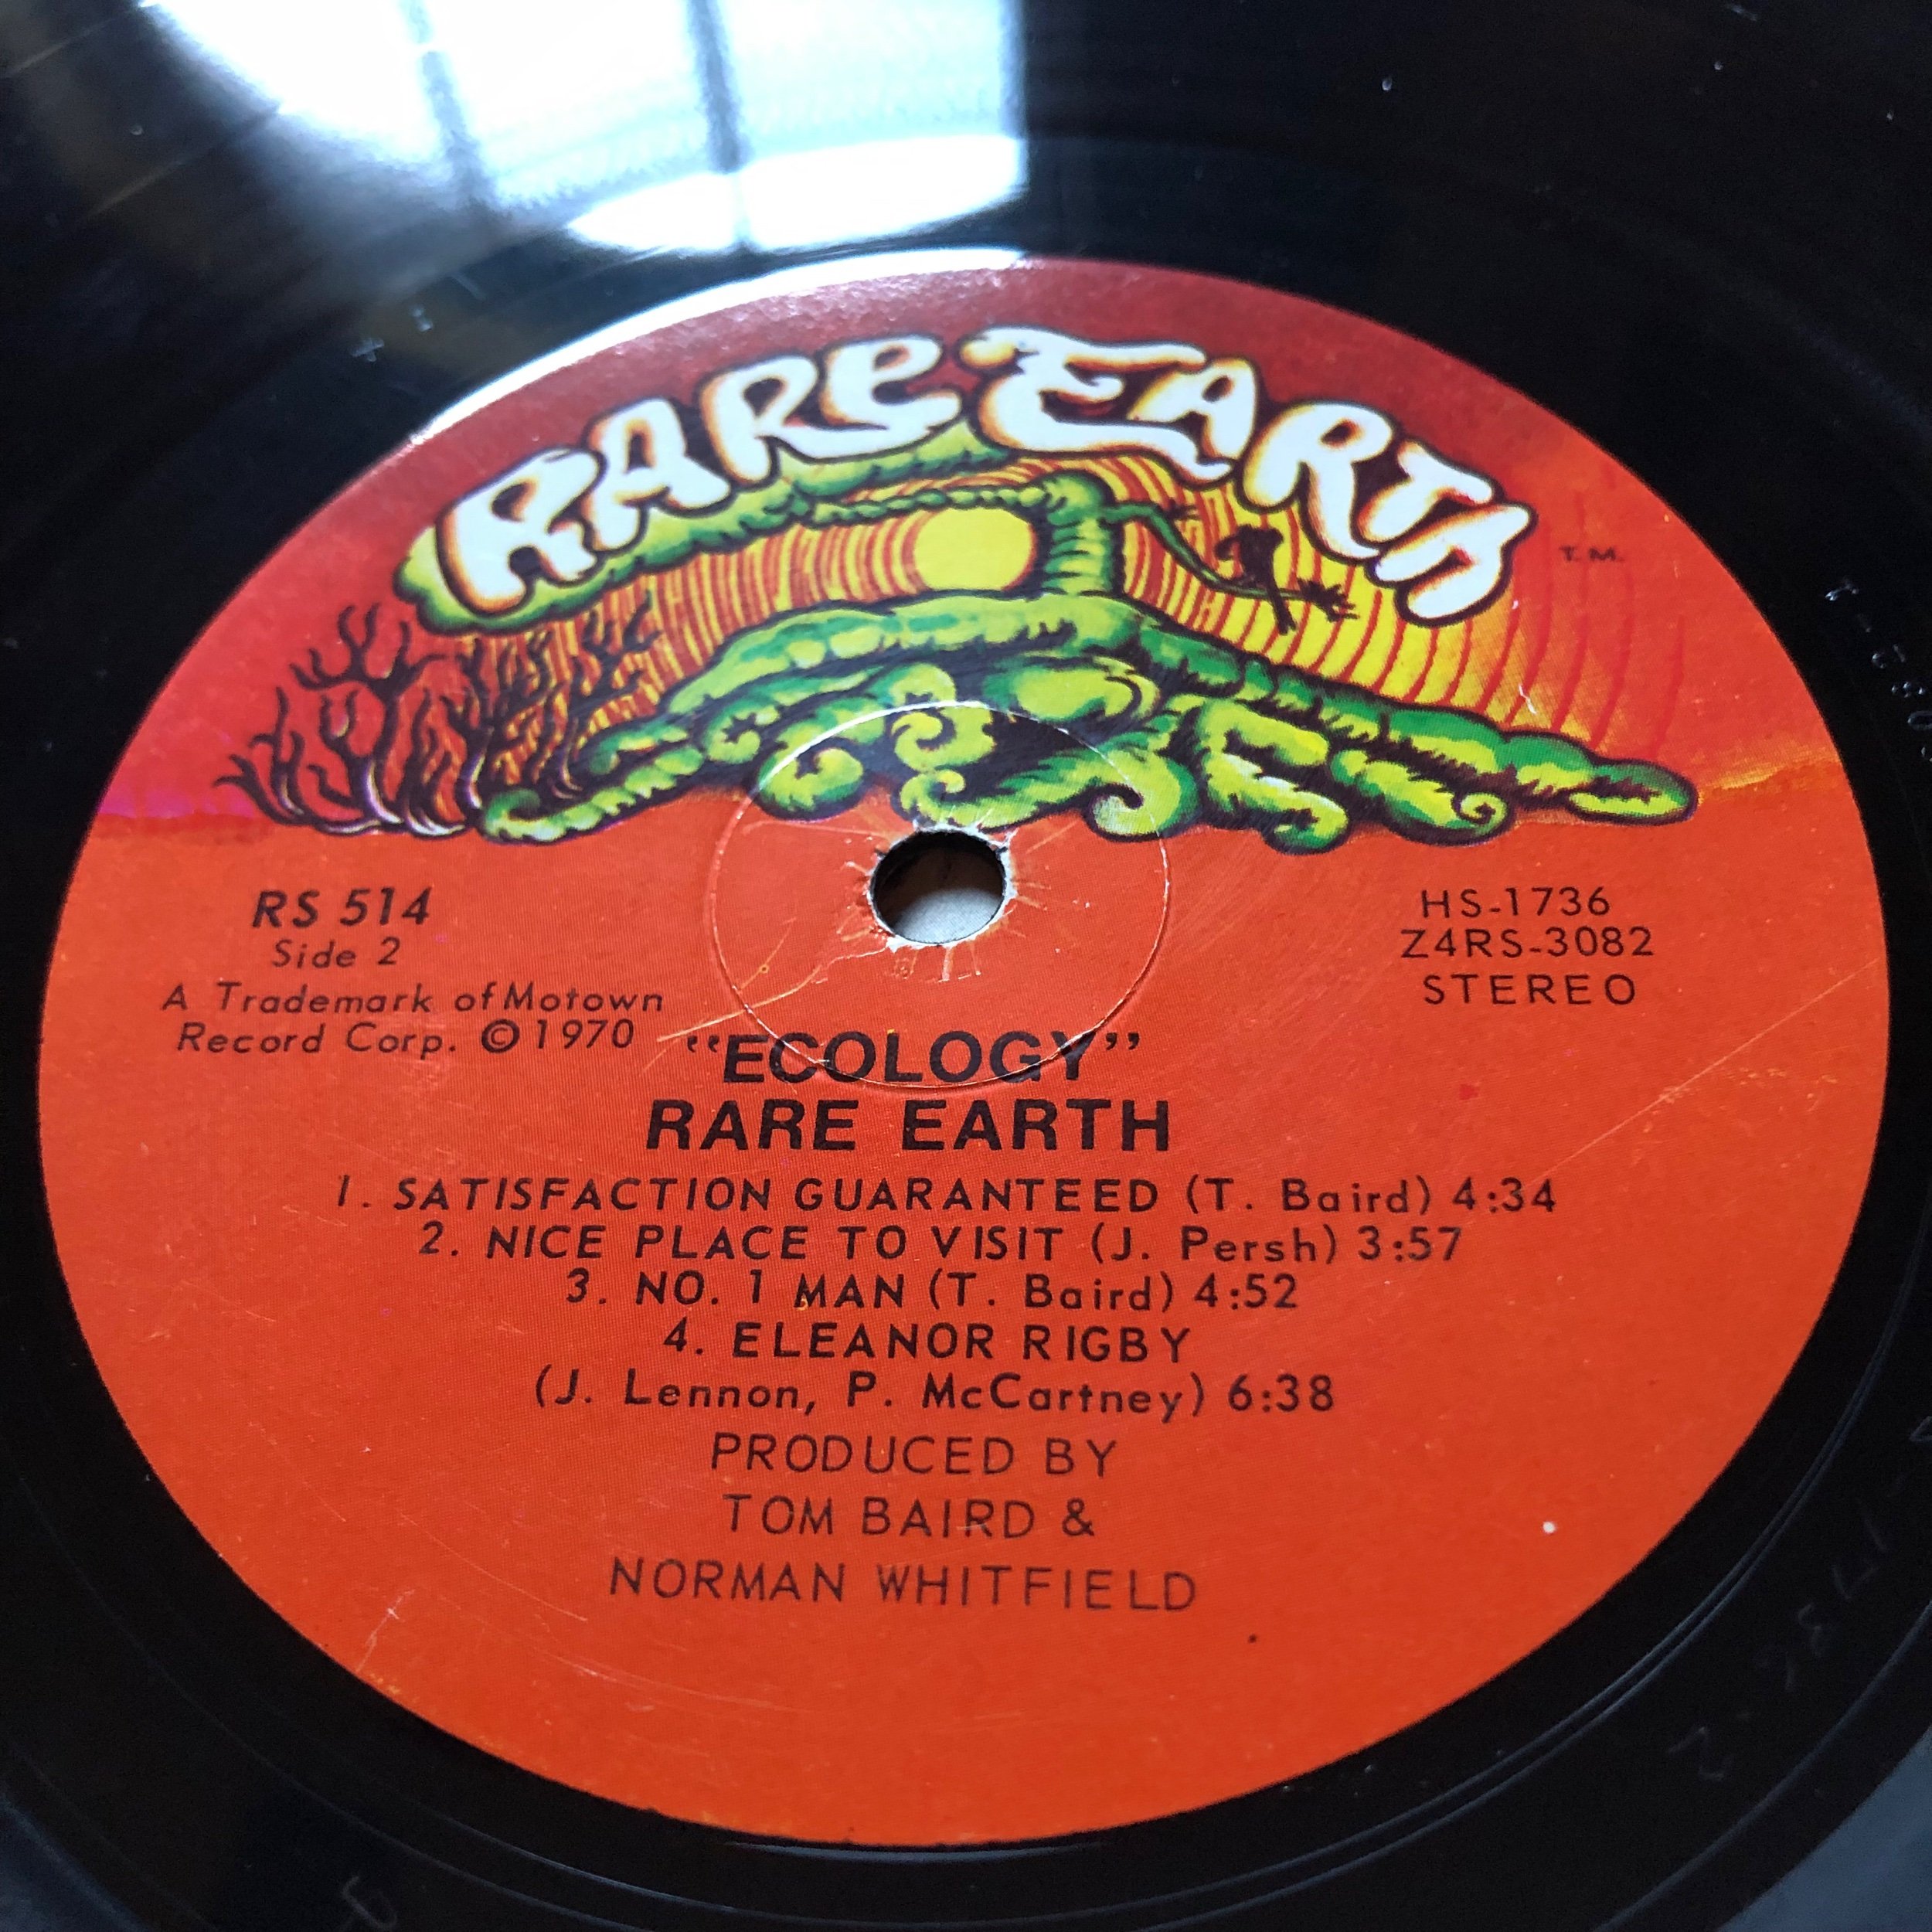 RARE EARTH
T.M.
RS 514
Side 2
A Trademark of Motown
Record Corp. ©1970
HS-1736
Z4RS-3082
STEREO
"ECOLOGY"
RARE EARTH
1. SATISFACTION GUARANTEED (T. Baird) 4:34
2. NICE PLACE TO VISIT (J. Persh) 3:57
3. NO. 1 MAN (T. Baird) 4:52
4. ELEANOR RIGBY
(J. Lennon, P. McCartney) 6:38
PRODUCED BY
TOM BAIRD &
NORMAN WHITFIELD